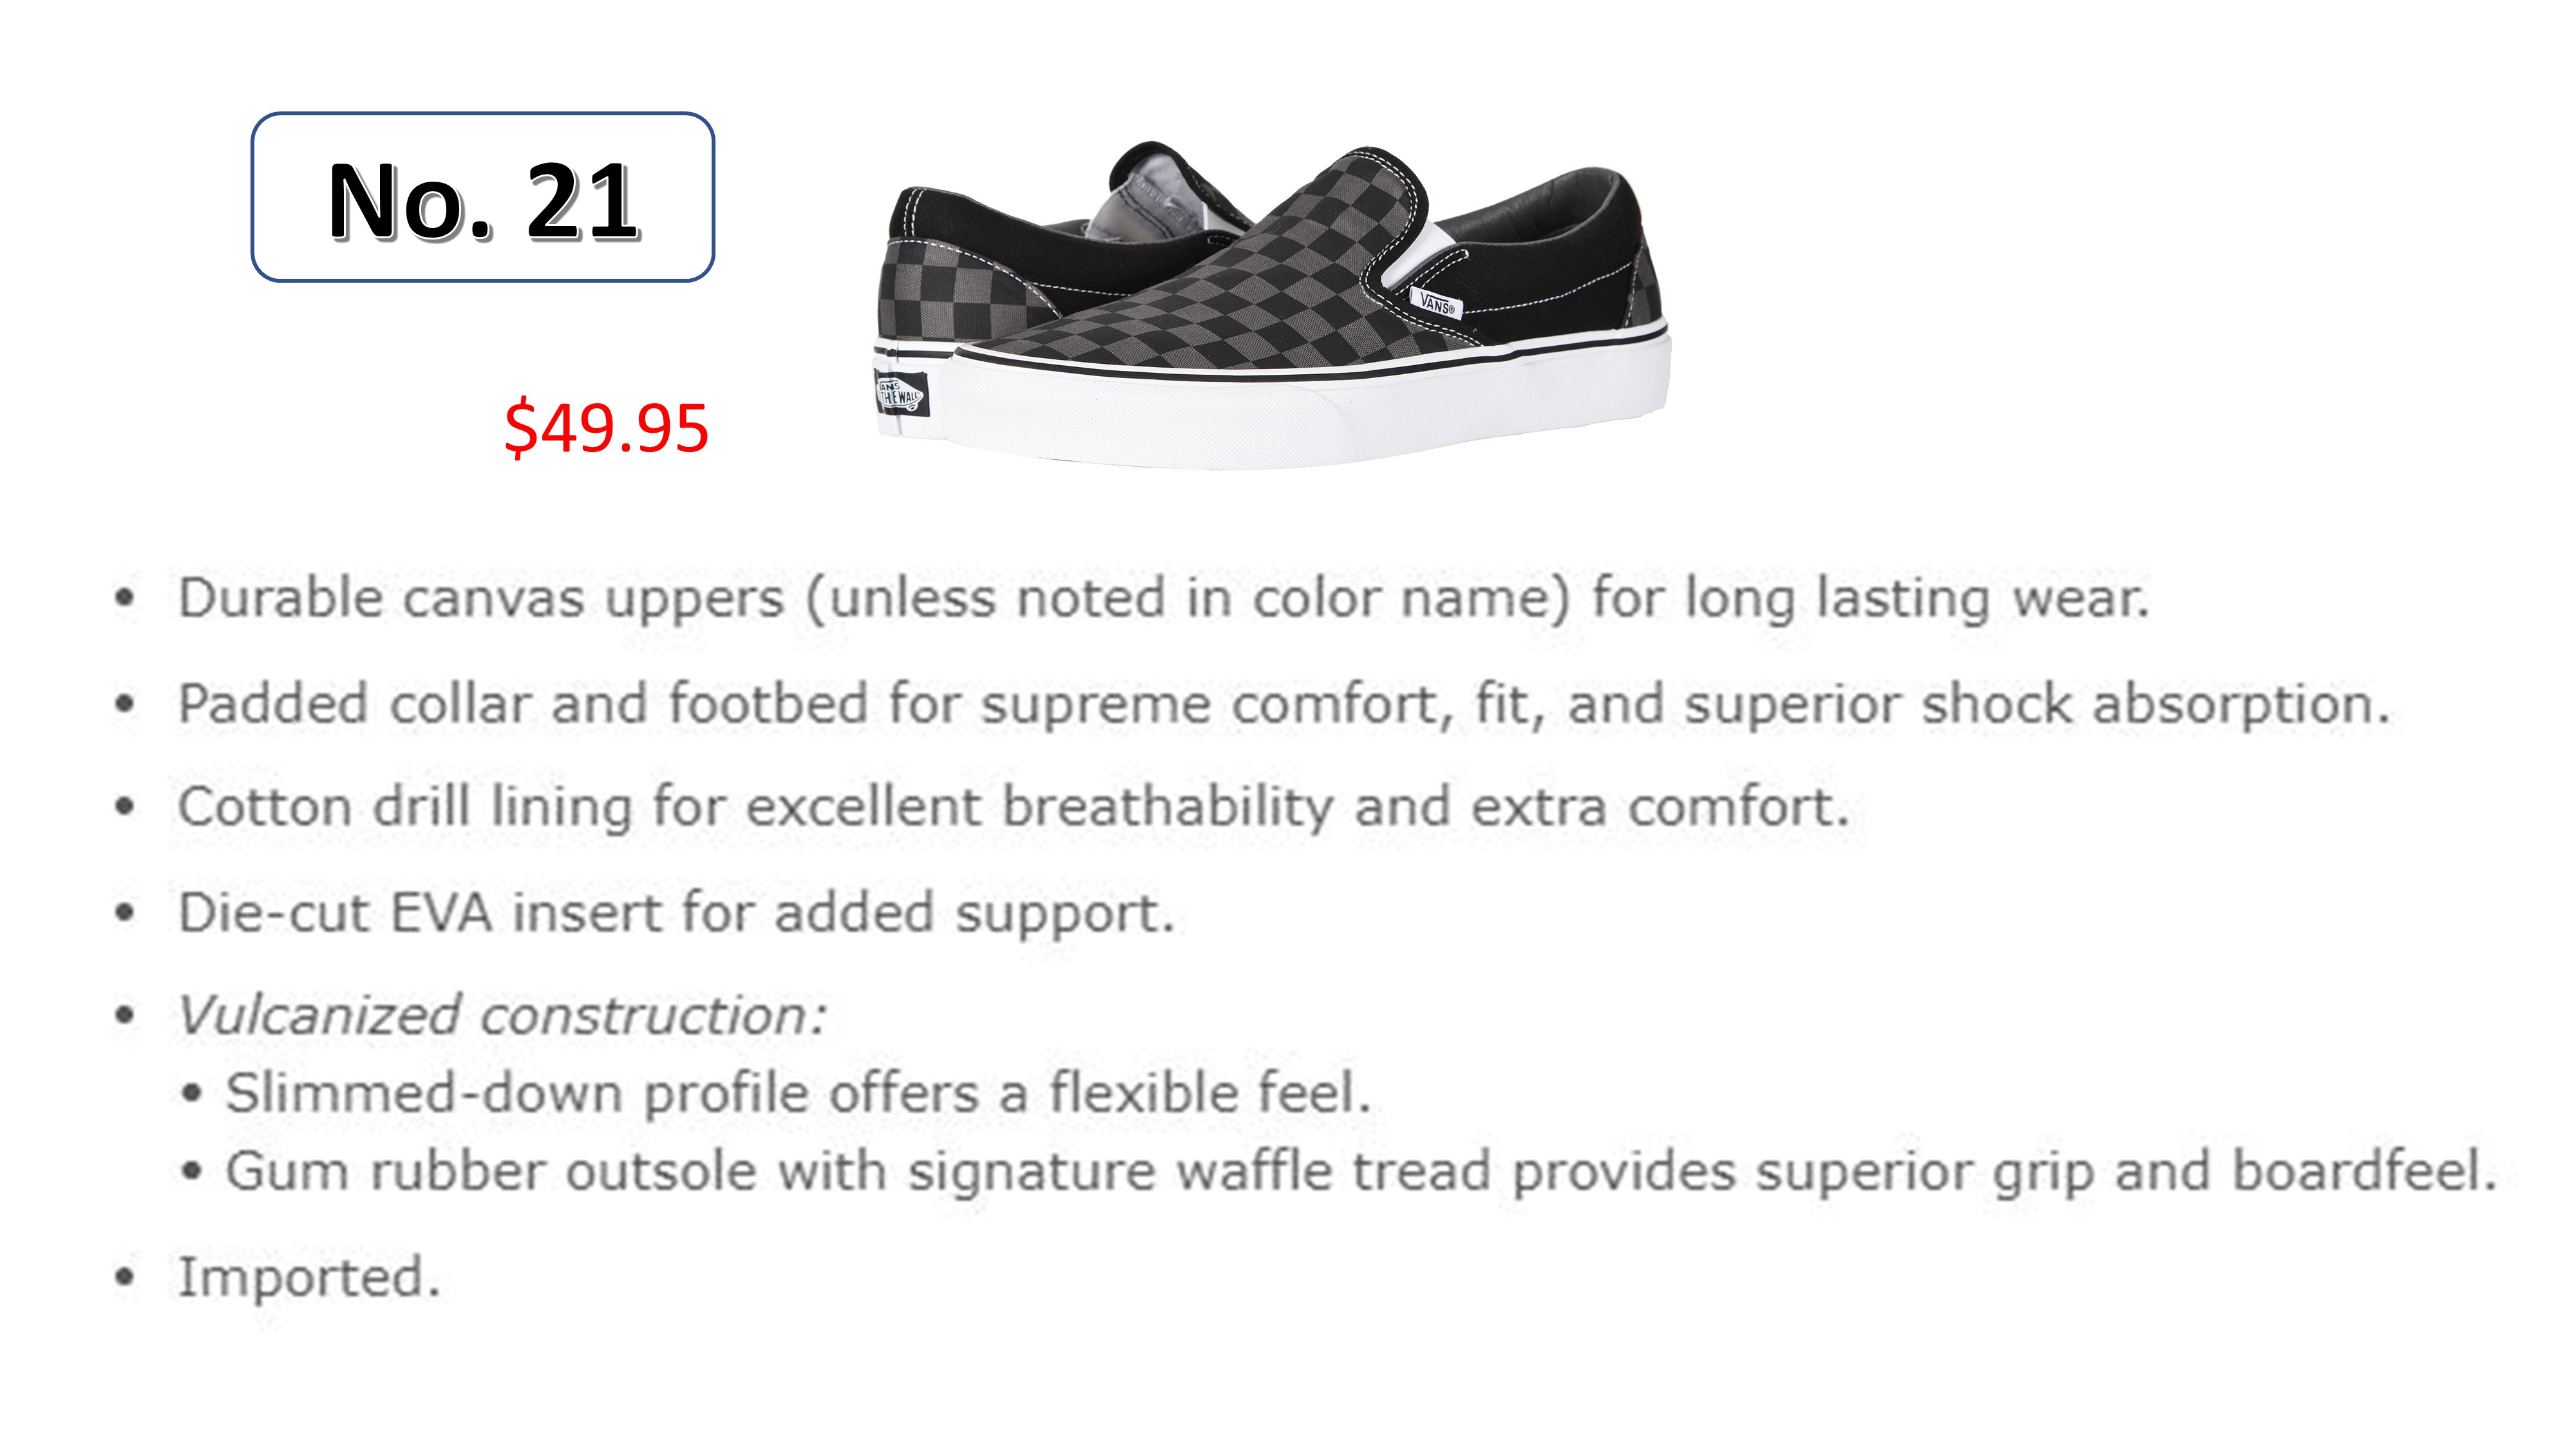 No. 21
VANS®
$49.95
VANS
THE WALL
• Durable canvas uppers (unless noted in color name) for long lasting wear.
• Padded collar and footbed for supreme comfort, fit, and superior shock absorption.
• Cotton drill lining for excellent breathability and extra comfort.
• Die-cut EVA insert for added support.
• Vulcanized construction:
• Slimmed-down profile offers a flexible feel.
• Gum rubber outsole with signature waffle tread provides superior grip and boardfeel.
• Imported.